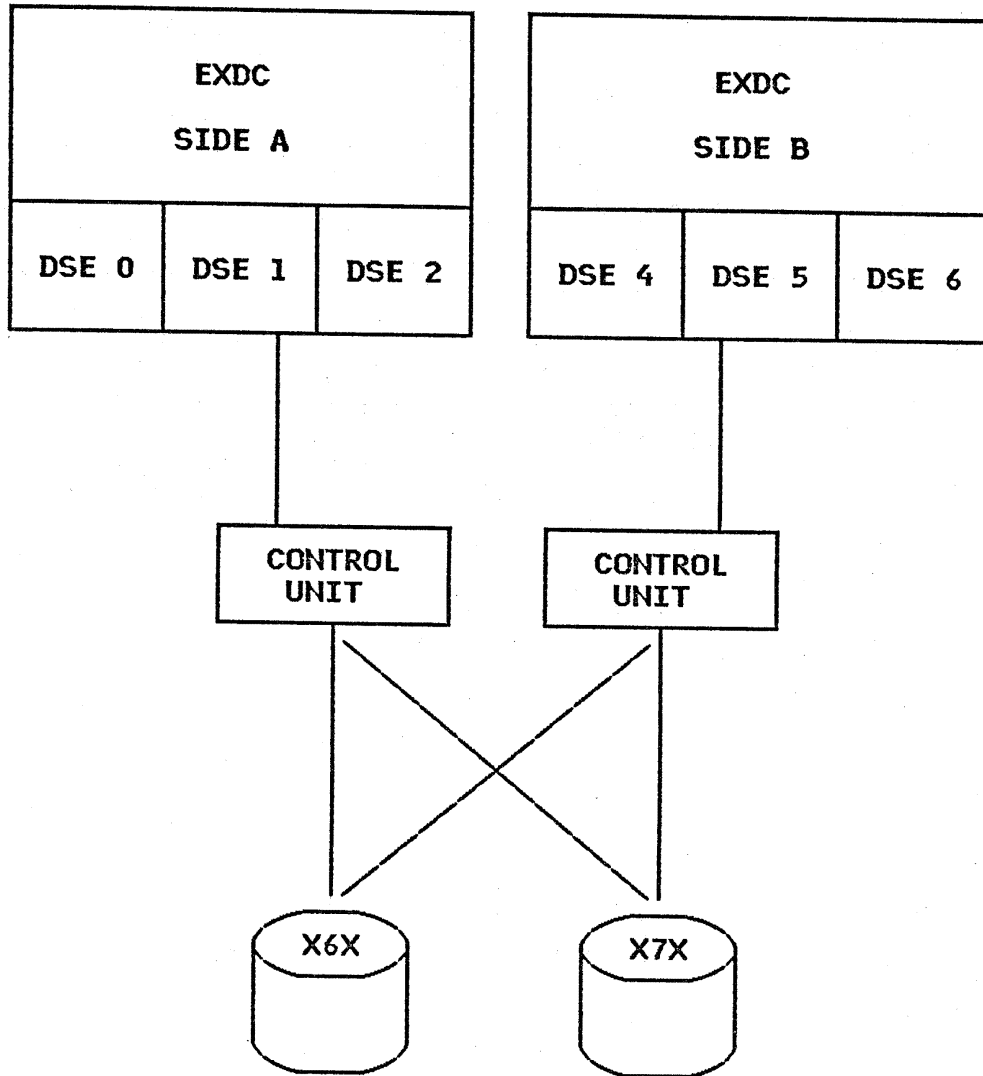 EXDC
SIDE A
DSE 0
DSE 1
DSE 2
EXDC
SIDE B
DSE 4
DSE 5
DSE 6
CONTROL
UNIT
CONTROL
UNIT
X6X
X7X